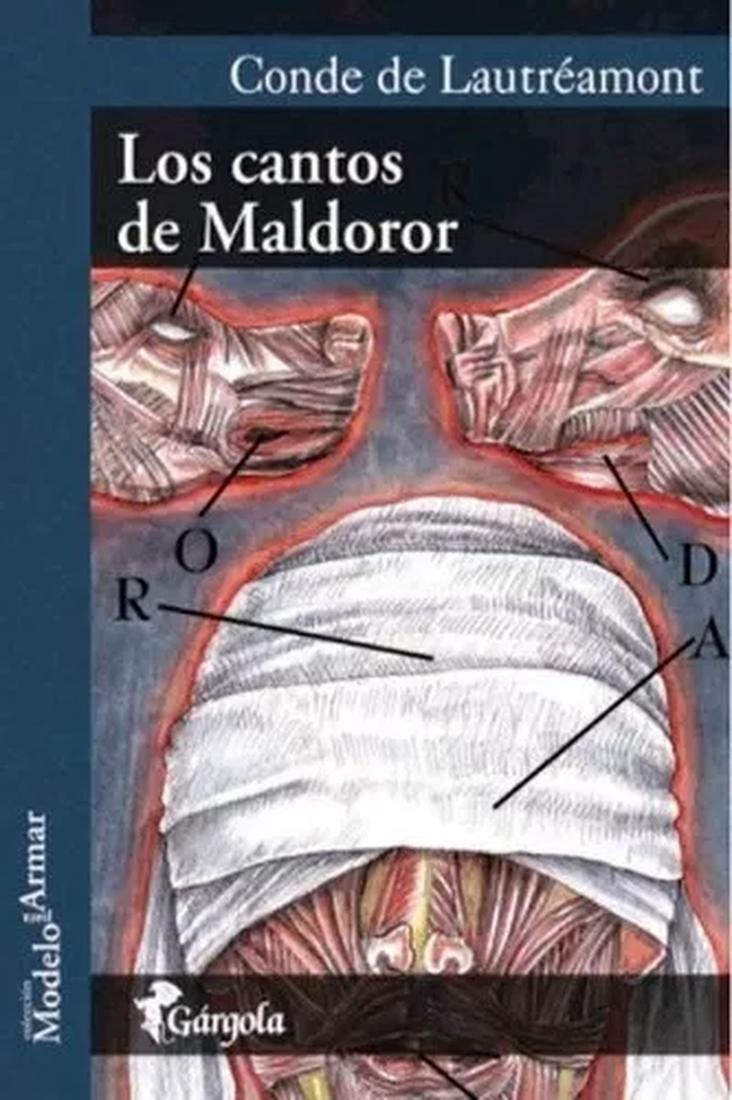 Conde de Lautréamont
Los cantos
de Maldoror
R
O
D
R
A
colección
Modelo para Armar
Gárgola